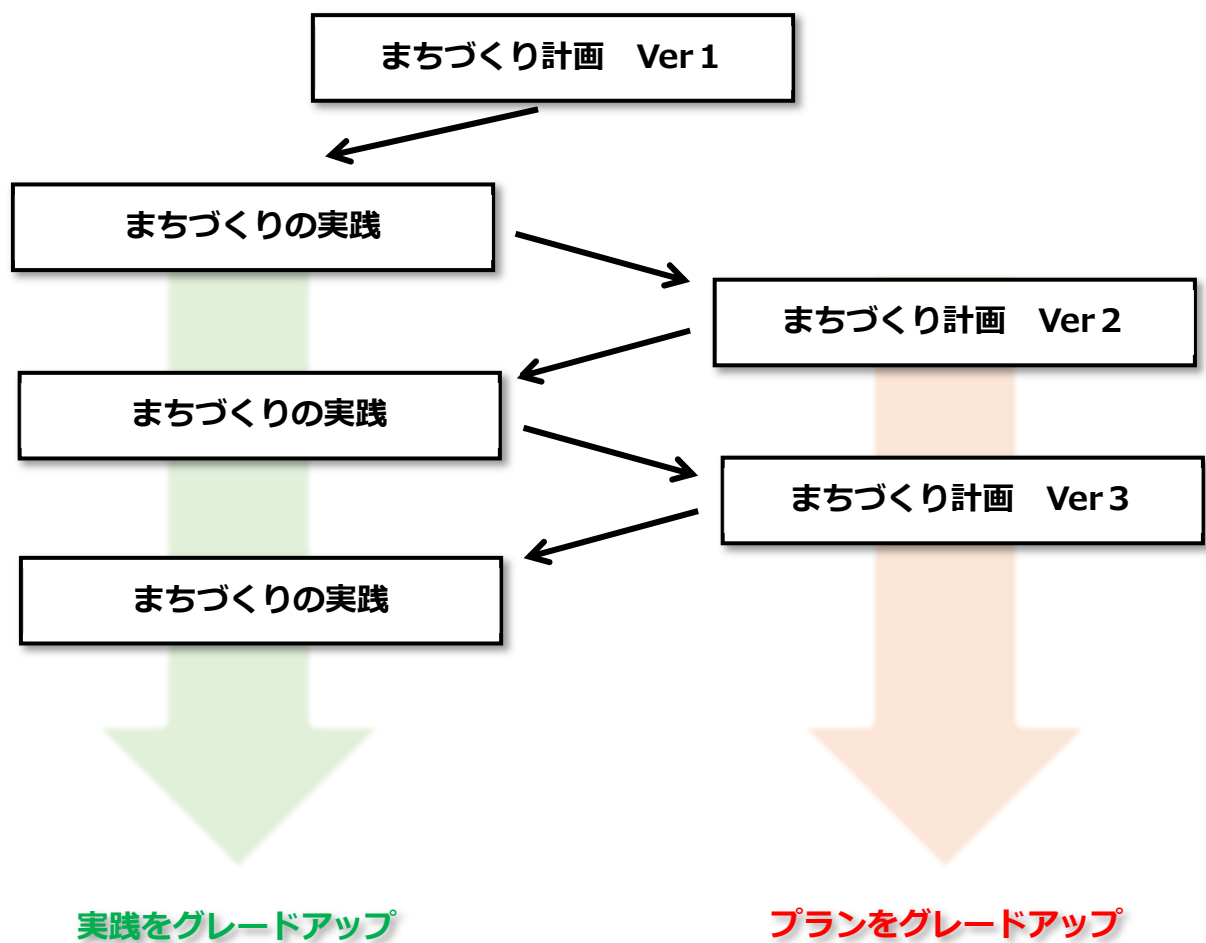 まちづくり計画　Ver１
まちづくりの実践
まちづくり計画　Ver２
まちづくりの実践
まちづくり計画　Ver３
まちづくりの実践
実践をグレードアップ
プランをグレードアップ